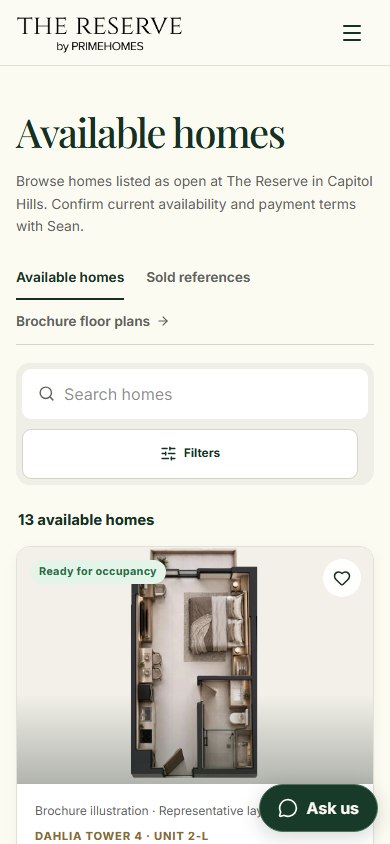 THE RESERVE
by PRIMEHOMES
Available homes
Browse homes listed as open at The Reserve in Capitol
Hills. Confirm current availability and payment terms
with Sean.
Available homes
Sold references
Brochure floor plans →
Search homes
Filters
13 available homes
Ready for occupancy
Brochure illustration · Representative
Ask us
DAHLIA TOWER 4 · UNIT 2-L